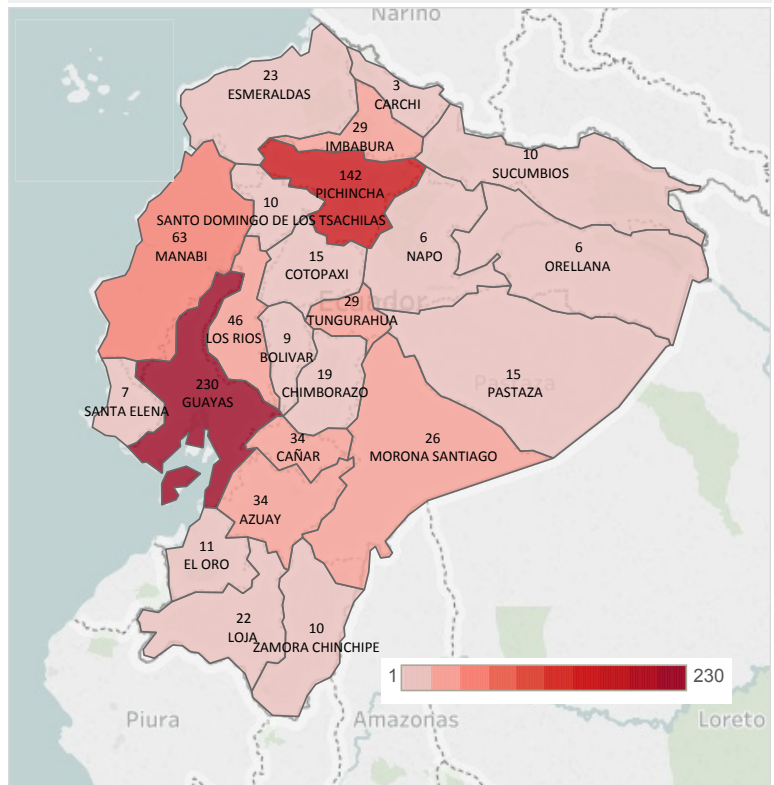 Nariño
23
ESMERALDAS
3
CARCHI
29
IMBABURA
10
SUCUMBIOS
142
PICHINCHA
10
SANTO DOMINGO DE LOS TSACHILAS
63
MANABI
6
NAPO
6
ORELLANA
15
COTOPAXI
Ecuador
29
TUNGURAHUA
46
LOS RIOS
9
BOLIVAR
19
CHIMBORAZO
Pastaza
15
PASTAZA
7
SANTA ELENA
230
GUAYAS
34
CAÑAR
26
MORONA SANTIAGO
34
AZUAY
11
EL ORO
22
LOJA
10
ZAMORA CHINCHIPE
1
230
Piura
Amazonas
Loreto